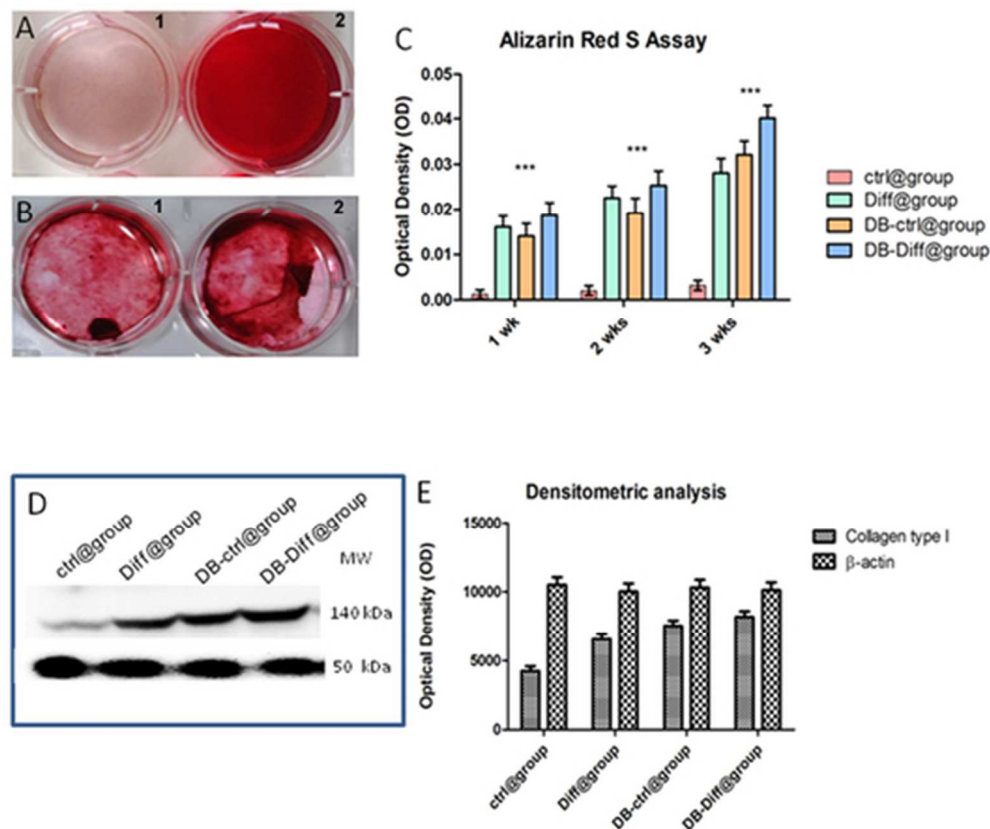 A
1
2
B
1
2
C
Alizarin Red S Assay
Optical Density (OD)
0.05
0.04
0.03
0.02
0.01
0.00
***
***
***
1 wk
2 wks
3 wks
ctrl@group
Diff@group
DB-ctrl@group
DB-Diff@group
D
ctrl@group
Diff@group
DB-ctrl@group
DB-Diff@group
MW
140 kDa
50 kDa
E
Densitometric analysis
Optical Density (OD)
15000
10000
5000
0
ctrl@group
Diff@group
DB-ctrl@group
DB-Diff@group
Collagen type I
β-actin